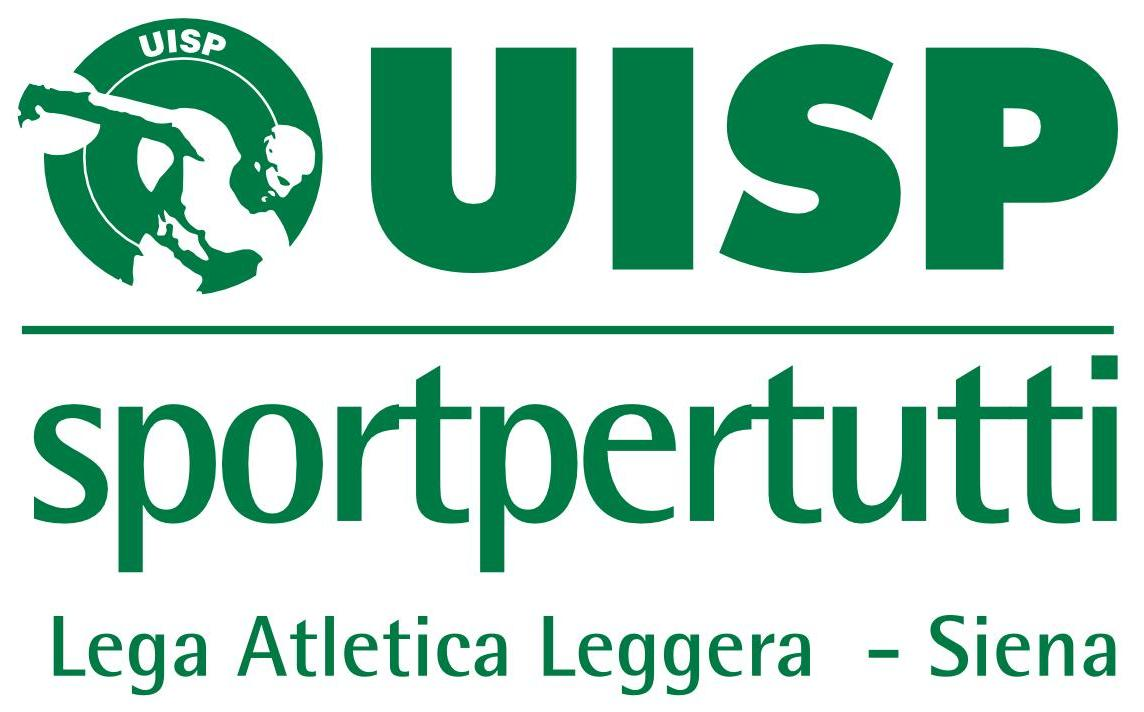 UISP
UISP
sportpertutti
Lega Atletica Leggera - Siena